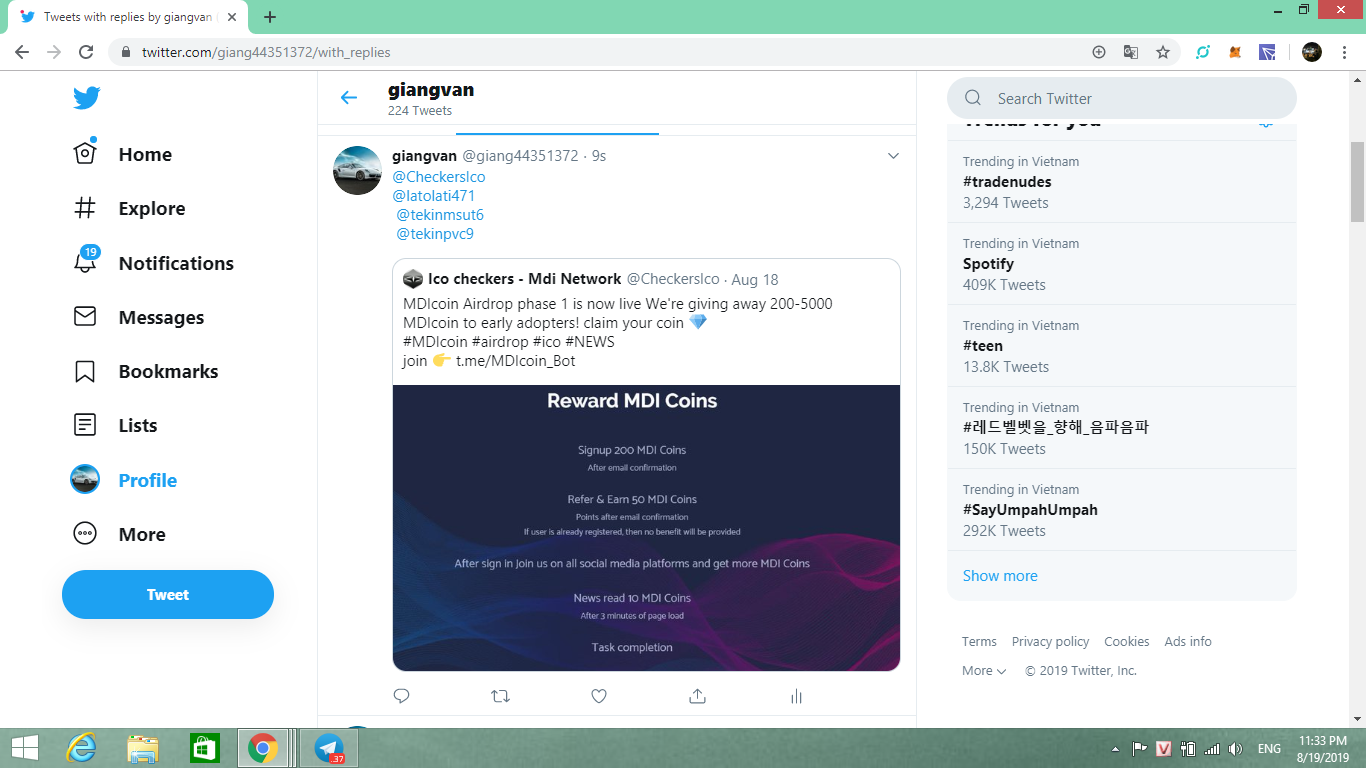 Tweets with replies by giangvan
twitter.com/giang44351372/with_replies
Home
Explore
19
Notifications
Messages
Bookmarks
Lists
Profile
More
Tweet
giangvan
224 Tweets
giangvan @giang44351372 · 9s
@CheckersIco
@latolati471
@tekinmsut6
@tekinpvc9
Ico checkers - Mdi Network @CheckersIco · Aug 18
MDIcoin Airdrop phase 1 is now live We're giving away 200-5000
MDIcoin to early adopters! claim your coin 💎
#MDIcoin #airdrop #ico #NEWS
join 👉 t.me/MDIcoin_Bot
Reward MDI Coins
Signup 200 MDI Coins
After email confirmation
Refer & Earn 50 MDI Coins
Points after email confirmation
If user is already registered, then no benefit will be provided
After sign in Join us on all social media platforms and get more MDI Coins
News read 10 MDI Coins
After 3 minutes of page load
Task completion
Search Twitter
Trends for you
Trending in Vietnam
#tradenudes
3,294 Tweets
Trending in Vietnam
Spotify
409K Tweets
Trending in Vietnam
#teen
13.8K Tweets
Trending in Vietnam
#레드벨벳을_향해_음파음파
150K Tweets
Trending in Vietnam
#SayUmpahUmpah
292K Tweets
Show more
Terms Privacy policy Cookies Ads info
More © 2019 Twitter, Inc.
37
V
ENG
11:33 PM
8/19/2019